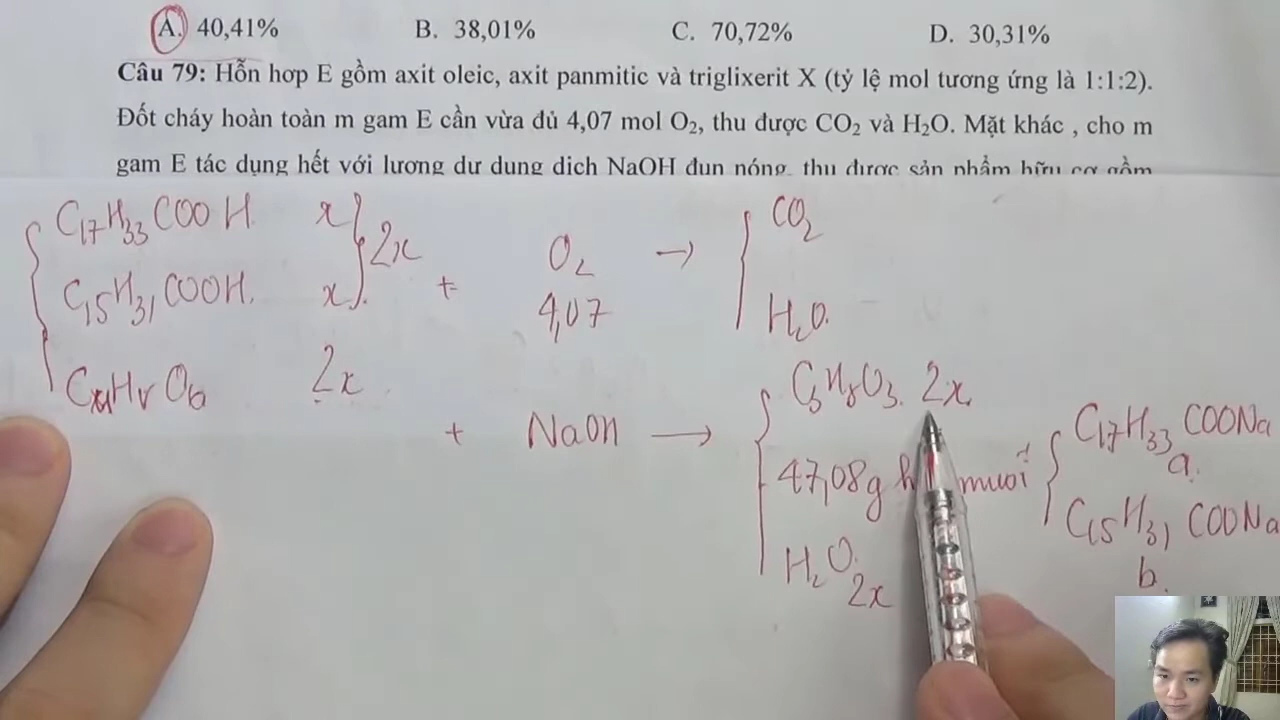 A. 40,41% B. 38,01% C. 70,72% D. 30,31%
Câu 79: Hỗn hơp E gồm axit oleic, axit panmitic và triglixerit X (tỷ lệ mol tương ứng là 1:1:2).
Đốt cháy hoàn toàn m gam E cần vừa đủ 4,07 mol O₂, thu được CO₂ và H₂O. Mặt khác , cho m
gam E tác dụng hết với lượng dư dung dịch NaOH đun nóng, thu được sản phẩm hữu cơ gồm
C₁₇H₃₃COOH x
2x
C₁₅H₃₁COOH. x
CₓHᵧO₆ 2x
+ O₂ → CO₂
4,07 H₂O.
+ NaOH → C₃H₈O₃. 2x
47,08g muối
H₂O. 2x
C₁₇H₃₃COONa
a.
C₁₅H₃₁COONa
b.